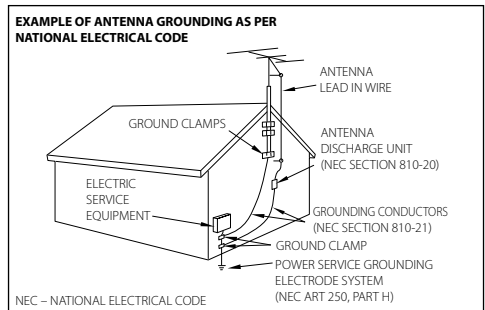 EXAMPLE OF ANTENNA GROUNDING AS PER
NATIONAL ELECTRICAL CODE
ANTENNA
LEAD IN WIRE
GROUND CLAMPS
ANTENNA
DISCHARGE UNIT
(NEC SECTION 810-20)
ELECTRIC
SERVICE
EQUIPMENT
GROUNDING CONDUCTORS
(NEC SECTION 810-21)
GROUND CLAMP
POWER SERVICE GROUNDING
ELECTRODE SYSTEM
(NEC ART 250, PART H)
NEC – NATIONAL ELECTRICAL CODE